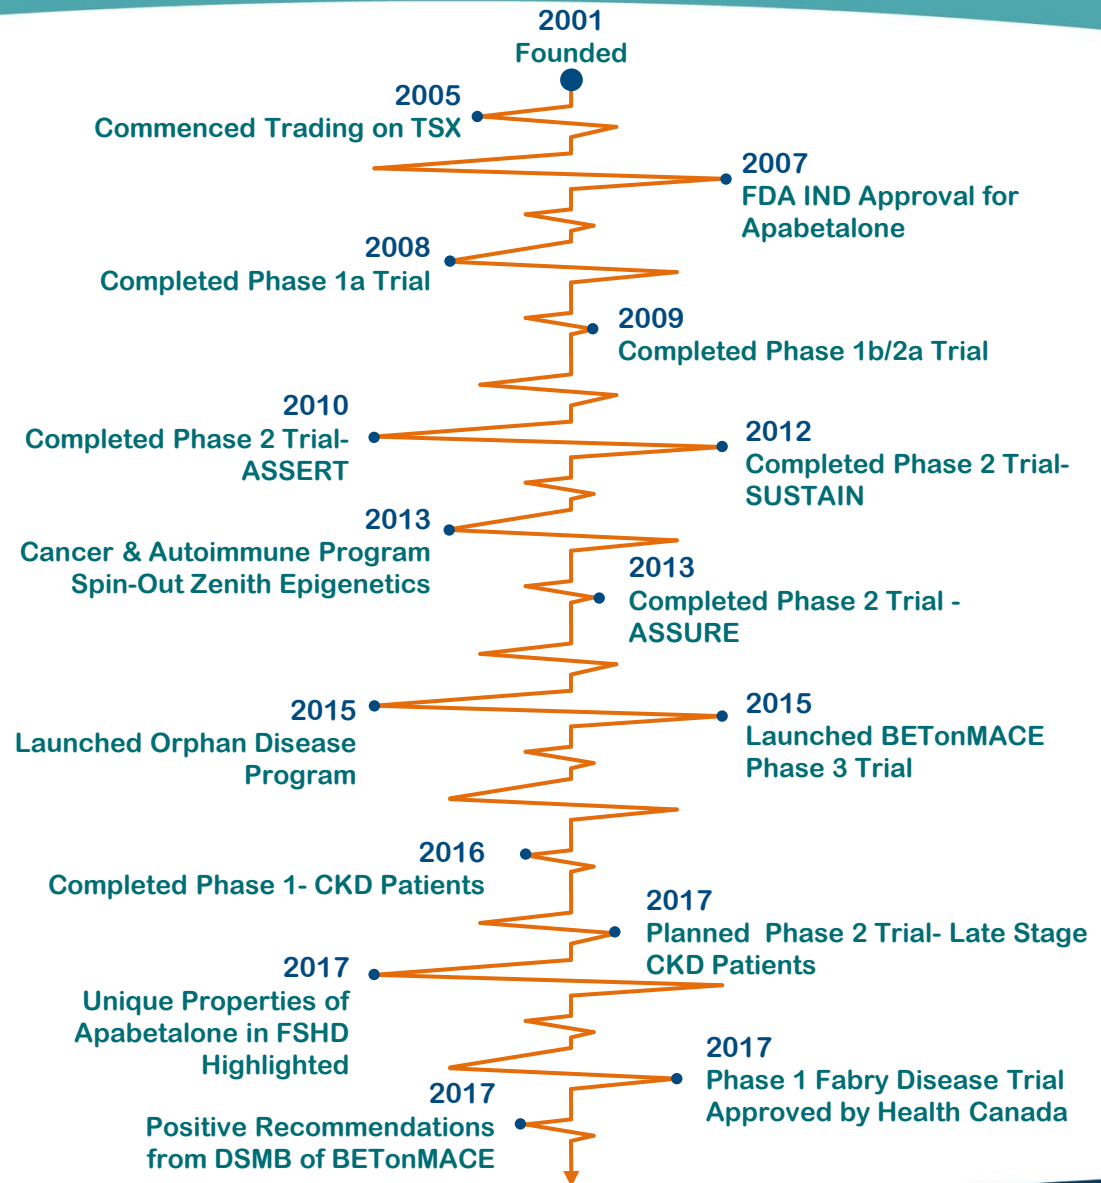 2001
Founded
2005
Commenced Trading on TSX
2007
FDA IND Approval for
Apabetalone
2008
Completed Phase 1a Trial
2009
Completed Phase 1b/2a Trial
2010
Completed Phase 2 Trial-
ASSERT
2012
Completed Phase 2 Trial-
SUSTAIN
2013
Cancer & Autoimmune Program
Spin-Out Zenith Epigenetics
2013
Completed Phase 2 Trial -
ASSURE
2015
Launched Orphan Disease
Program
2015
Launched BETonMACE
Phase 3 Trial
2016
Completed Phase 1- CKD Patients
2017
Planned  Phase 2 Trial- Late Stage
CKD Patients
2017
Unique Properties of
Apabetalone in FSHD
Highlighted
2017
Phase 1 Fabry Disease Trial
Approved by Health Canada
2017
Positive Recommendations
from DSMB of BETonMACE